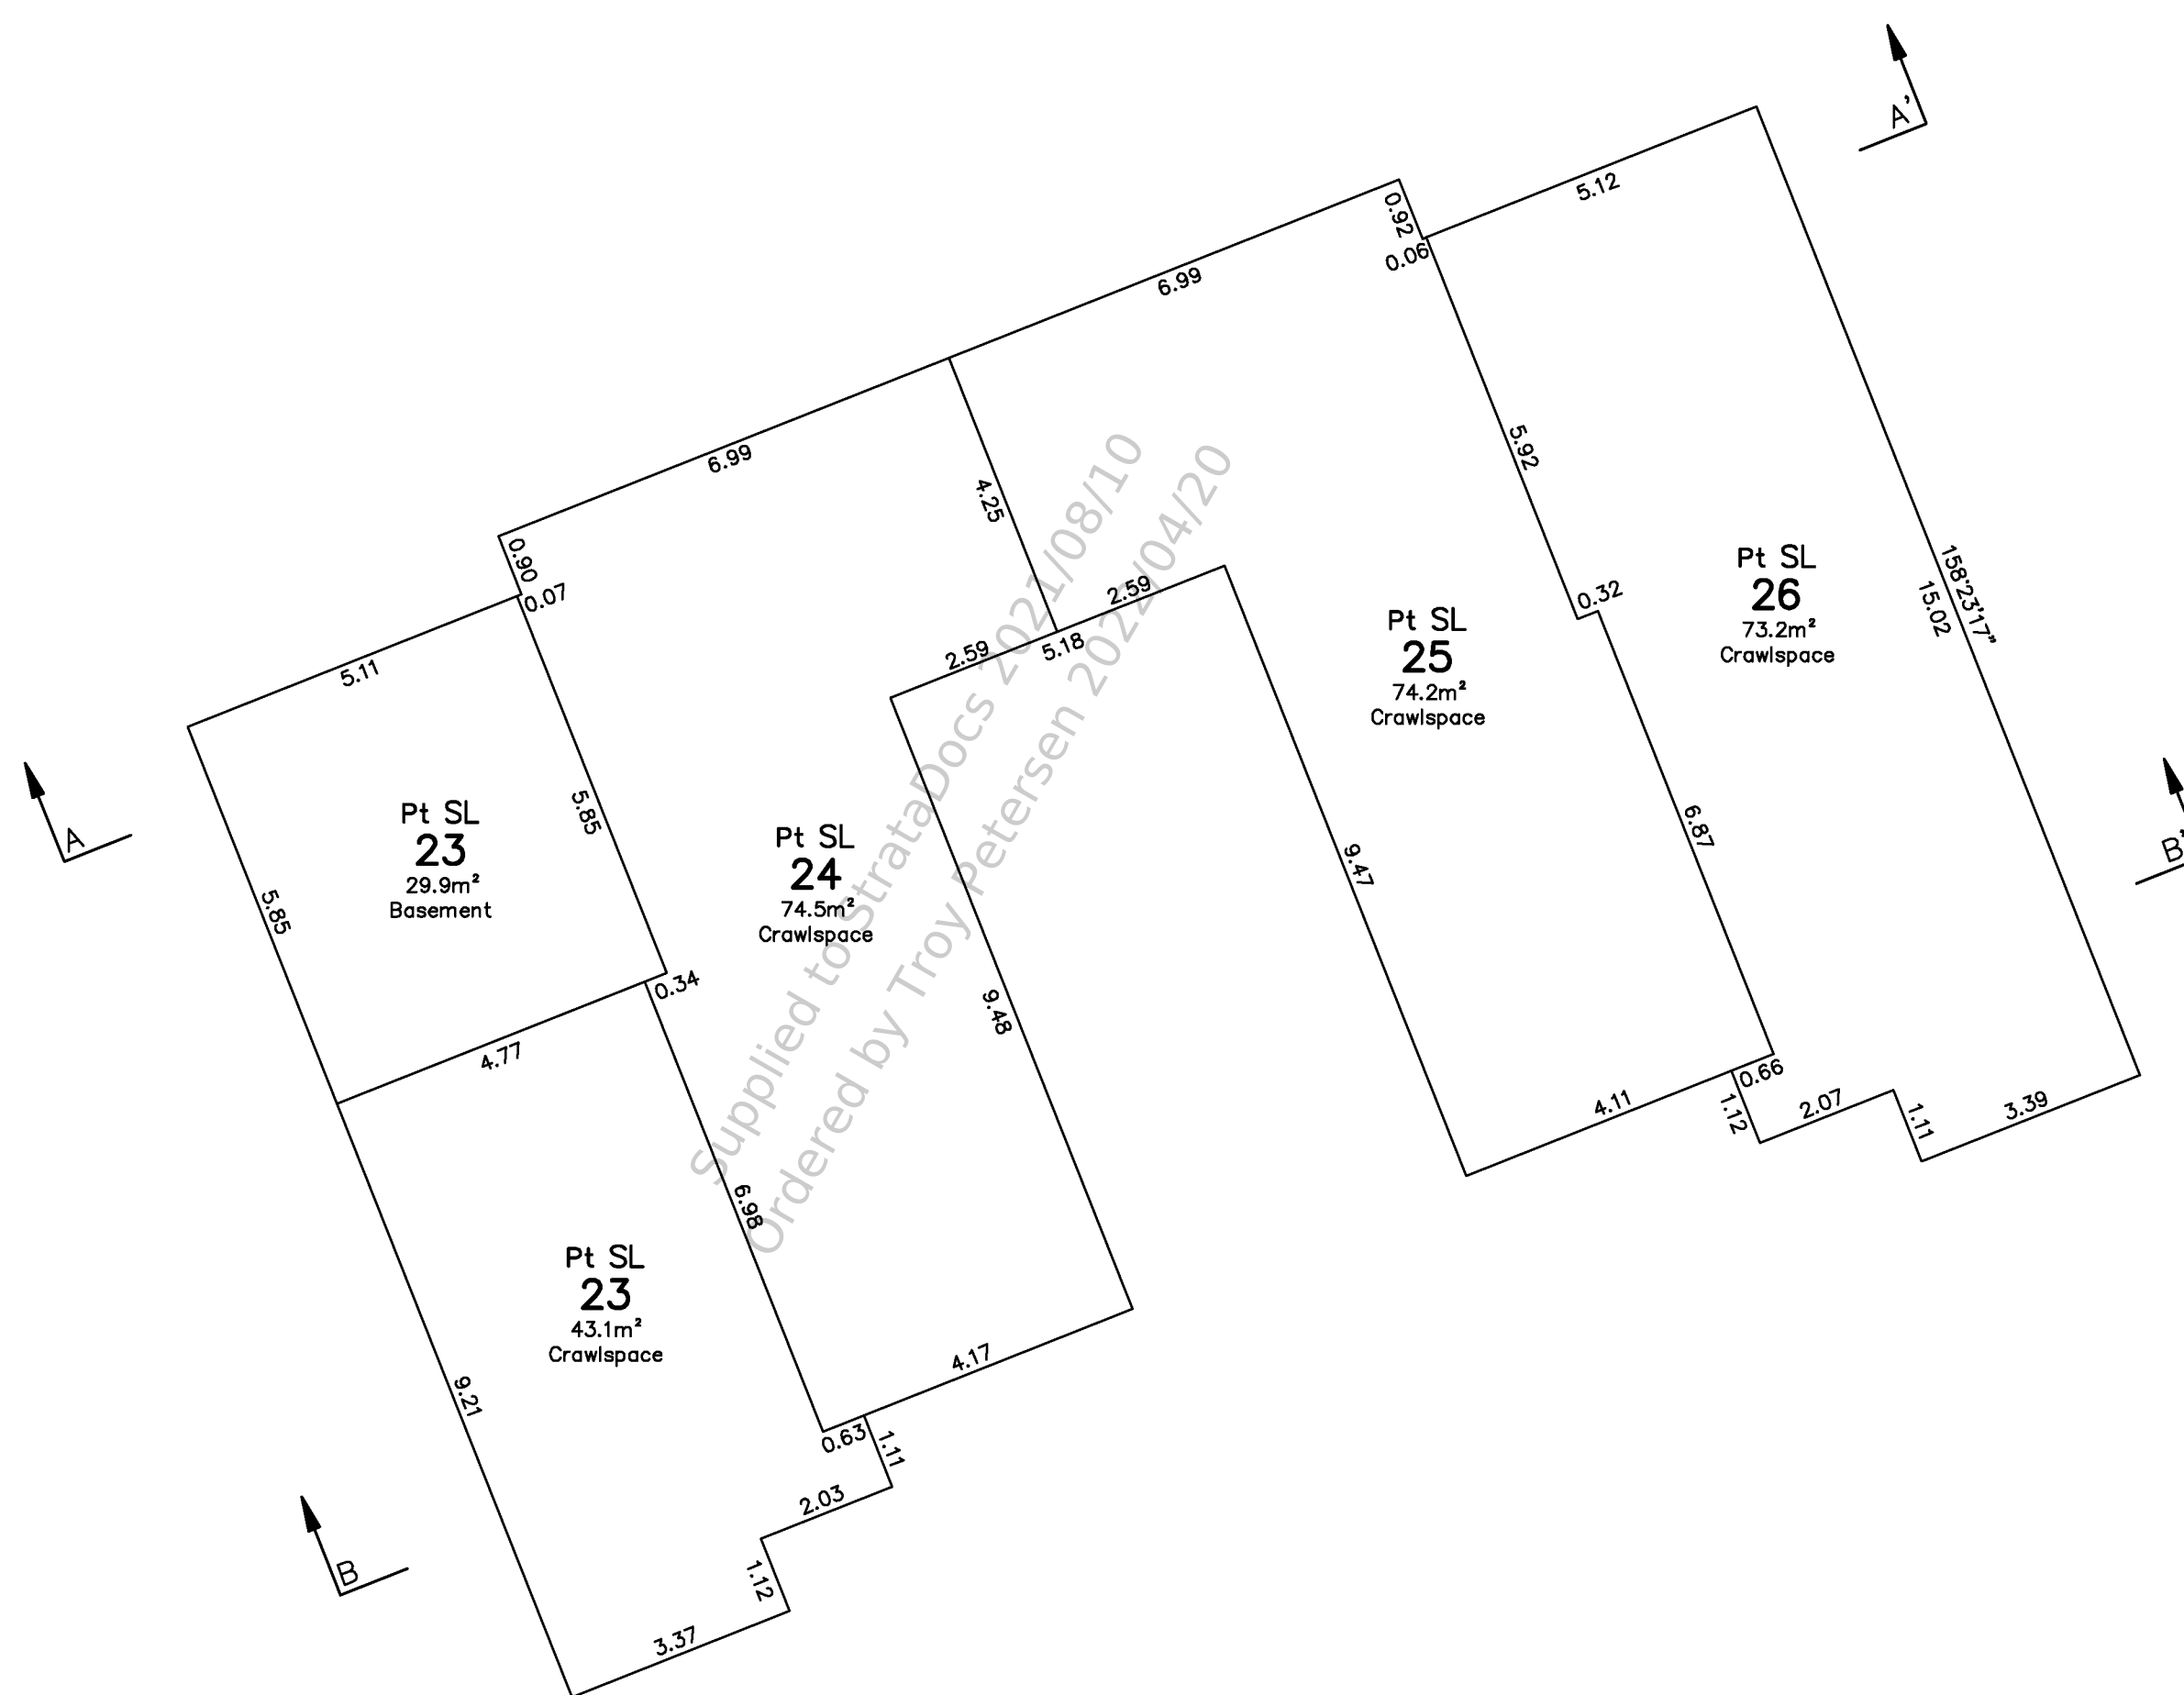 A'
5.12
0.92
0.06
6.99
6.99
4.25
5.92
0.32
Pt SL
26
73.2m²
Crawlspace
158°23'17"
15.02
0.90
0.07
5.11
2.59
5.18
2.59
Pt SL
25
74.2m²
Crawlspace
A
5.85
Pt SL
23
29.9m²
Basement
5.85
Pt SL
24
74.5m²
Crawlspace
9.47
6.87
B'
0.34
4.77
9.48
4.11
0.66
1.12
2.07
1.11
3.39
6.98
Pt SL
23
43.1m²
Crawlspace
9.21
4.17
0.63
1.11
2.03
1.12
3.37
B
Supplied to StrataDocs 2021/08/10
Ordered by Troy Petersen 2022/04/20